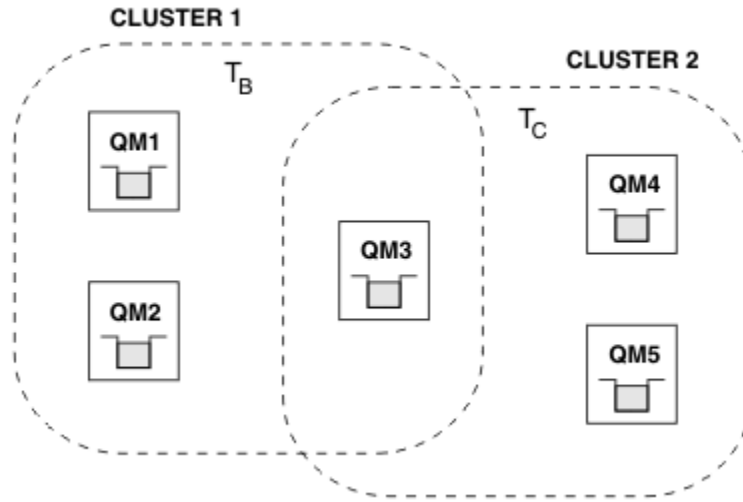 CLUSTER 1
CLUSTER 2
T_B
T_C
QM1
QM4
QM3
QM2
QM5